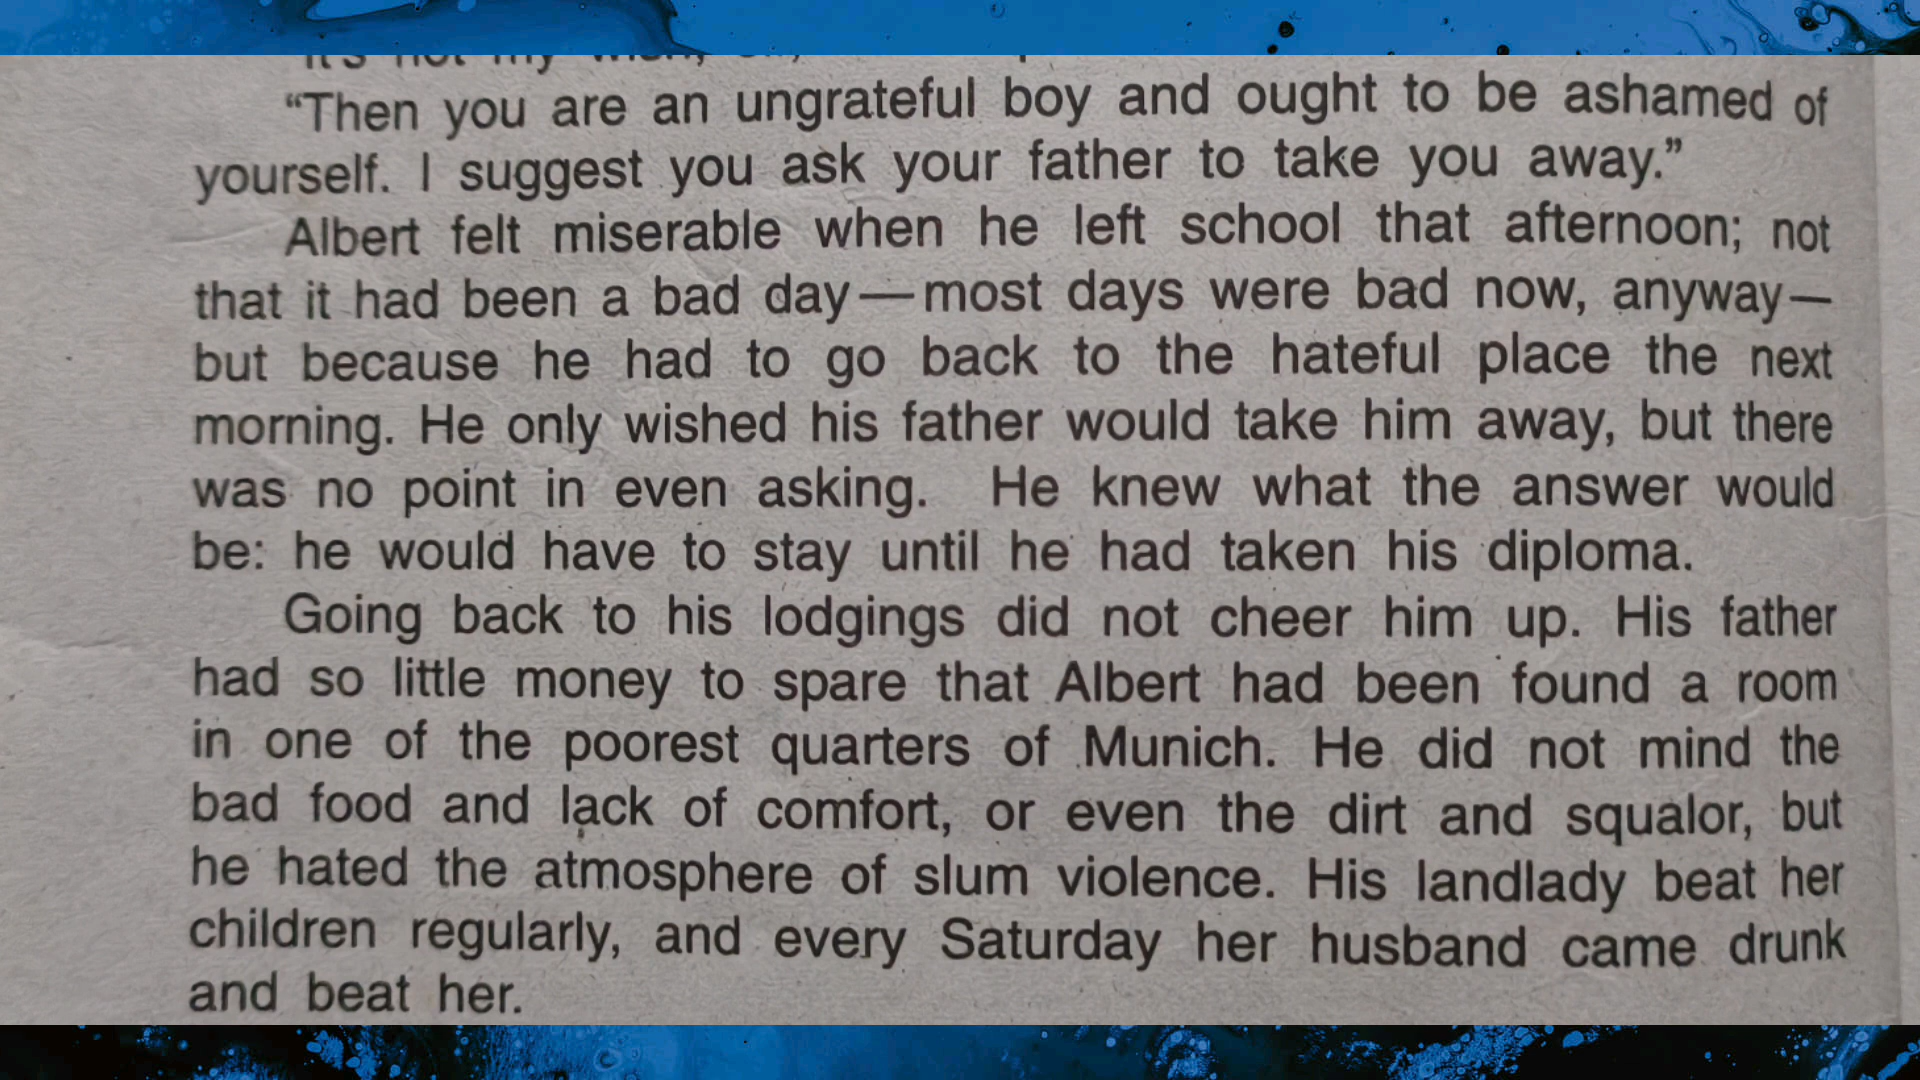 "Then you are an ungrateful boy and ought to be ashamed of
yourself. I suggest you ask your father to take you away."
Albert felt miserable when he left school that afternoon; not
that it had been a bad day—most days were bad now, anyway—
but because he had to go back to the hateful place the next
morning. He only wished his father would take him away, but there
was no point in even asking. He knew what the answer would
be: he would have to stay until he had taken his diploma.
Going back to his lodgings did not cheer him up. His father
had so little money to spare that Albert had been found a room
in one of the poorest quarters of Munich. He did not mind the
bad food and lack of comfort, or even the dirt and squalor, but
he hated the atmosphere of slum violence. His landlady beat her
children regularly, and every Saturday her husband came drunk
and beat her.